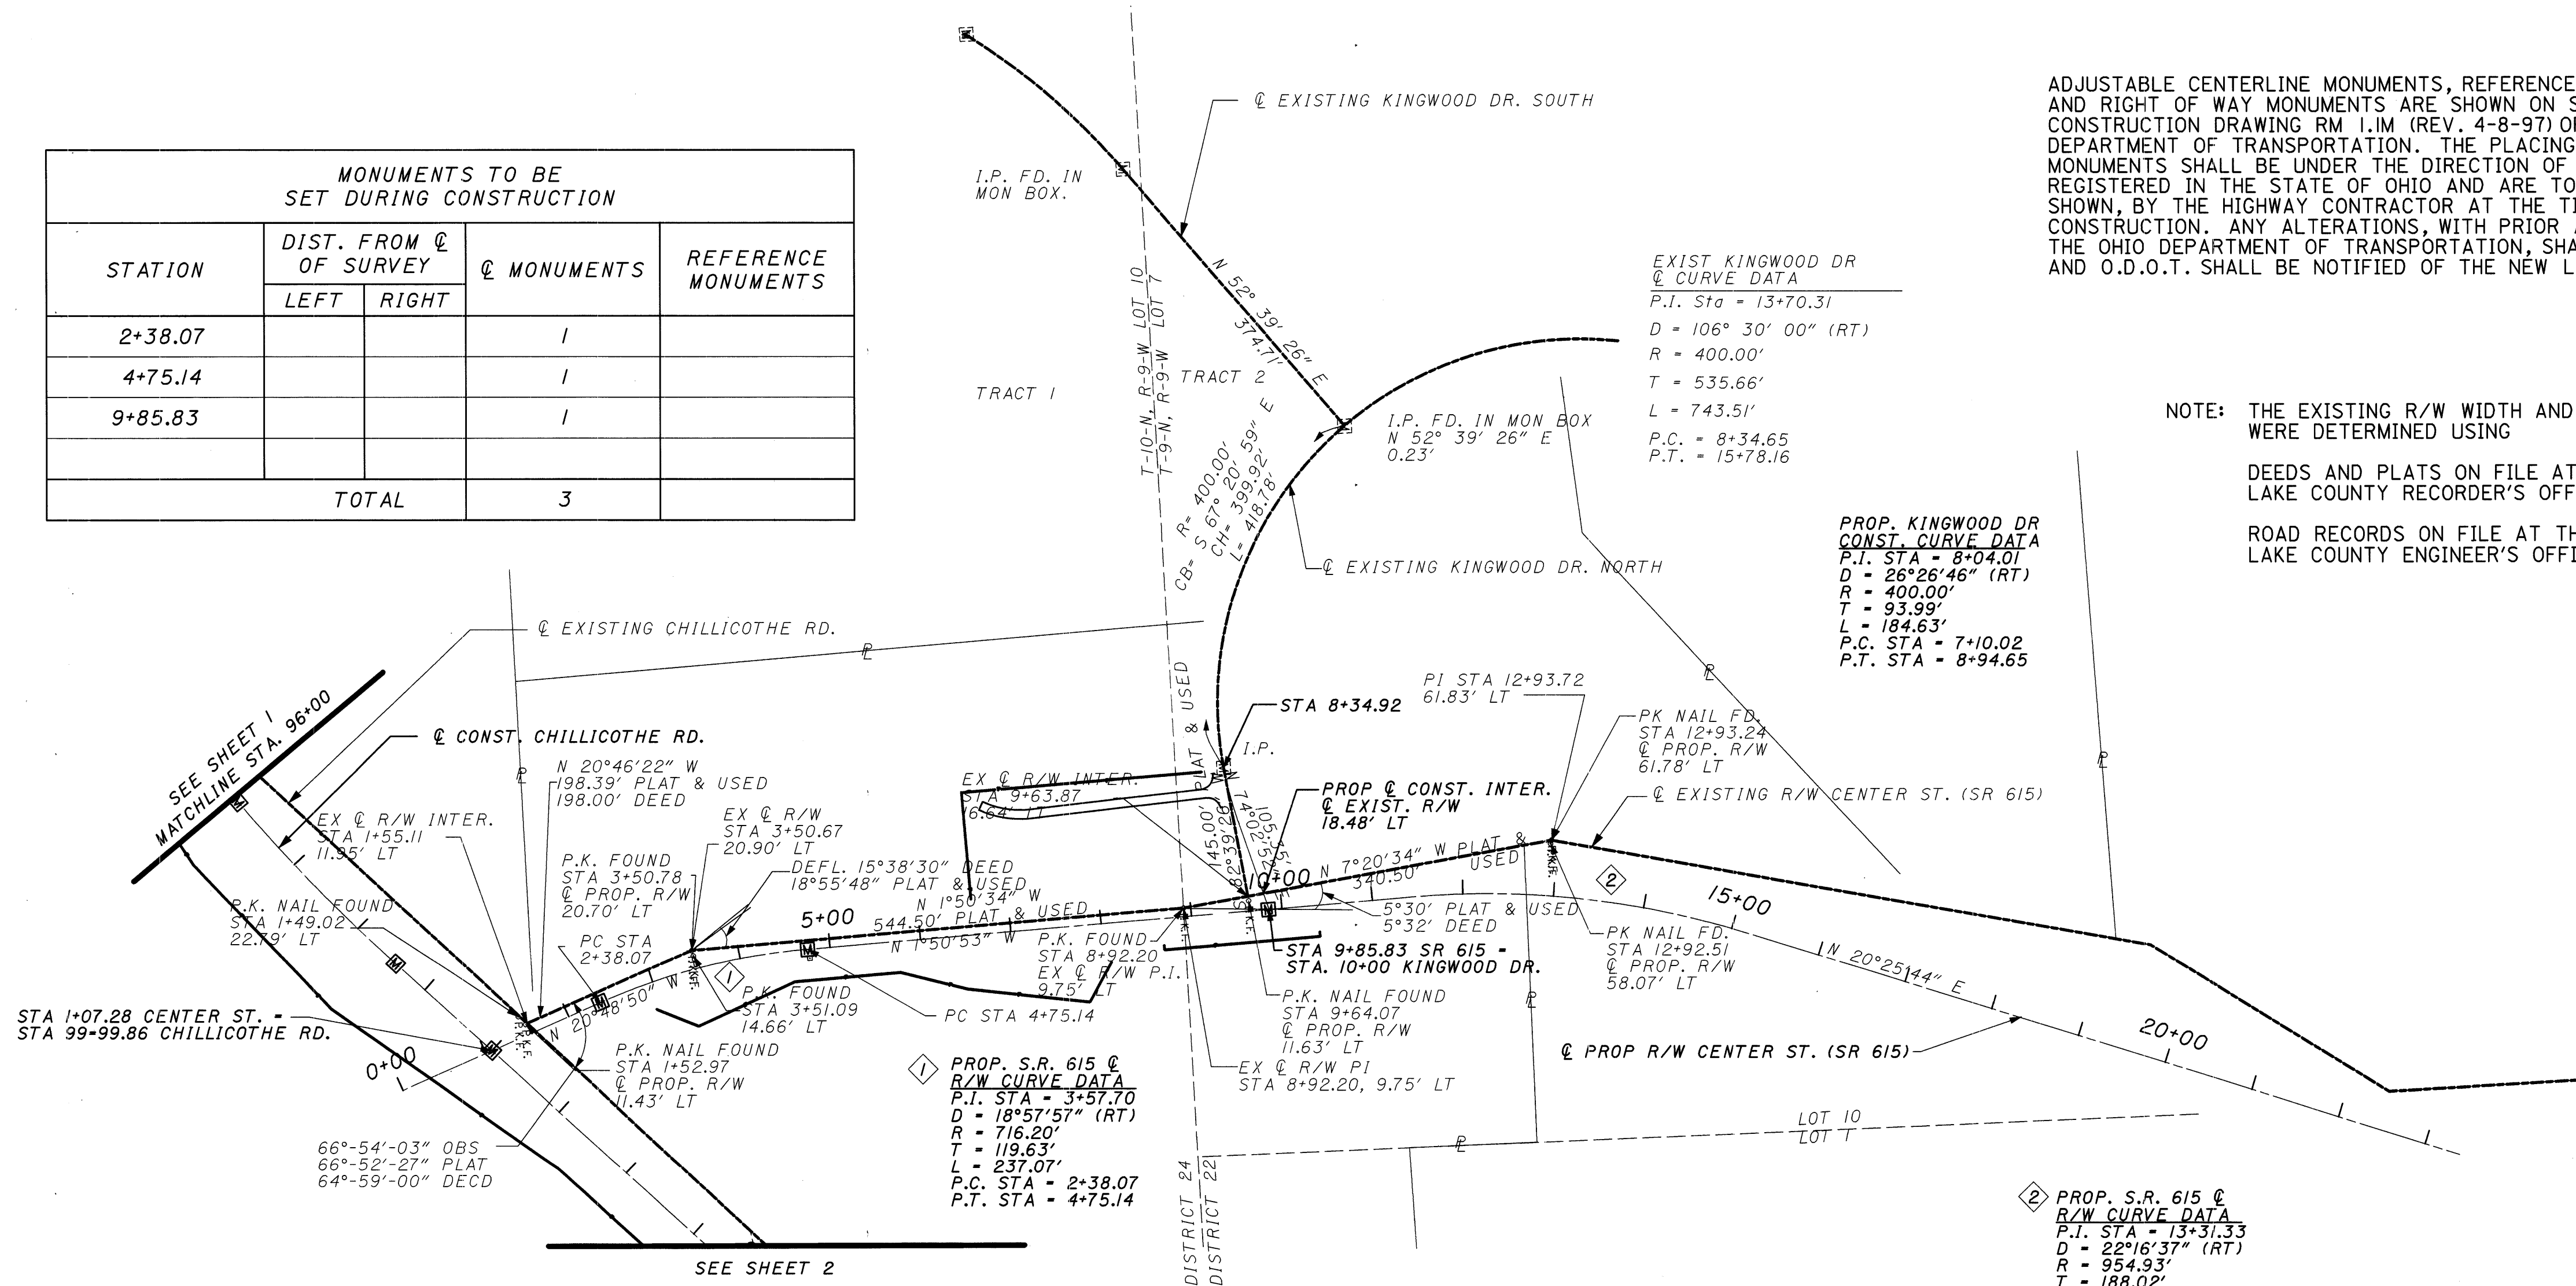 MONUMENTS TO BE
SET DURING CONSTRUCTION
STATION
DIST. FROM ℄
OF SURVEY
LEFT RIGHT
℄ MONUMENTS
REFERENCE
MONUMENTS
2+38.07 1
4+75.14 1
9+85.83 1
TOTAL 3
℄ EXISTING KINGWOOD DR. SOUTH
I.P. FD. IN
MON BOX.
T-10-N, R-9-W LOT 10
T-9-N, R-9-W LOT 7
N 52° 39' 26" E
374.71'
TRACT 1
TRACT 2
I.P. FD. IN MON BOX
N 52° 39' 26" E
0.23'
R= 400.00'
CB= S 67° 20' 59" E
CH= 399.92'
L= 418.78'
℄ EXISTING KINGWOOD DR. NORTH
EXIST KINGWOOD DR
℄ CURVE DATA
P.I. Sta = 13+70.31
D = 106° 30' 00" (RT)
R = 400.00'
T = 535.66'
L = 743.51'
P.C. = 8+34.65
P.T. = 15+78.16
ADJUSTABLE CENTERLINE MONUMENTS, REFERENCE
AND RIGHT OF WAY MONUMENTS ARE SHOWN ON S
CONSTRUCTION DRAWING RM 1.1M (REV. 4-8-97) OF
DEPARTMENT OF TRANSPORTATION. THE PLACING
MONUMENTS SHALL BE UNDER THE DIRECTION OF
REGISTERED IN THE STATE OF OHIO AND ARE TO
SHOWN, BY THE HIGHWAY CONTRACTOR AT THE TI
CONSTRUCTION. ANY ALTERATIONS, WITH PRIOR A
THE OHIO DEPARTMENT OF TRANSPORTATION, SHA
AND O.D.O.T. SHALL BE NOTIFIED OF THE NEW L
NOTE: THE EXISTING R/W WIDTH AND
WERE DETERMINED USING
DEEDS AND PLATS ON FILE AT
LAKE COUNTY RECORDER'S OFF
ROAD RECORDS ON FILE AT TH
LAKE COUNTY ENGINEER'S OFFI
PROP. KINGWOOD DR
CONST. CURVE DATA
P.I. STA = 8+04.01
D = 26°26'46" (RT)
R = 400.00'
T = 93.99'
L = 184.63'
P.C. STA = 7+10.02
P.T. STA = 8+94.65
℄ EXISTING CHILLICOTHE RD.
SEE SHEET 1
MATCHLINE STA. 96+00
℄ CONST. CHILLICOTHE RD.
N 20°46'22" W
198.39' PLAT & USED
198.00' DEED
EX ℄ R/W INTER.
STA 1+55.11
11.95' LT
P.K. NAIL FOUND
STA 1+49.02
22.79' LT
P.K. FOUND
STA 3+50.78
℄ PROP. R/W
20.70' LT
PC STA
2+38.07
EX ℄ R/W
STA 3+50.67
20.90' LT
DEFL. 15°38'30" DEED
18°55'48" PLAT & USED
N 1°50'34" W
544.50' PLAT & USED
N 1°50'53" W
5+00
EX ℄ R/W INTER.
STA 9+63.87
16.64' LT
PLAT & USED
STA 8+34.92
I.P.
PROP ℄ CONST. INTER.
℄ EXIST. R/W
18.48' LT
145.00'
S 82°39'26"
N 74°02'52"
105.35'
10+00
N 7°20'34" W PLAT &
USED
340.50'
PI STA 12+93.72
61.83' LT
PK NAIL FD.
STA 12+93.24
℄ PROP. R/W
61.78' LT
℄ EXISTING R/W CENTER ST. (SR 615)
2
15+00
5°30' PLAT & USED
5°32' DEED
STA 9+85.83 SR 615 =
STA. 10+00 KINGWOOD DR.
PK NAIL FD.
STA 12+92.51
℄ PROP. R/W
58.07' LT
N 20°25'44" E
20+00
P.K. FOUND
STA 8+92.20
EX ℄ R/W P.I.
9.75' LT
P.K. NAIL FOUND
STA 9+64.07
℄ PROP. R/W
11.63' LT
EX ℄ R/W PI
STA 8+92.20, 9.75' LT
℄ PROP R/W CENTER ST. (SR 615)
1
P.K. FOUND
STA 3+51.09
14.66' LT
PC STA 4+75.14
N 20°48'50" W
STA 1+07.28 CENTER ST. =
STA 99=99.86 CHILLICOTHE RD.
0+00
P.K. NAIL FOUND
STA 1+52.97
℄ PROP. R/W
11.43' LT
66°-54'-03" OBS
66°-52'-27" PLAT
64°-59'-00" DECD
1 PROP. S.R. 615 ℄
R/W CURVE DATA
P.I. STA = 3+57.70
D = 18°57'57" (RT)
R = 716.20'
T = 119.63'
L = 237.07'
P.C. STA = 2+38.07
P.T. STA = 4+75.14
DISTRICT 24
DISTRICT 22
LOT 10
LOT 1
SEE SHEET 2
2 PROP. S.R. 615 ℄
R/W CURVE DATA
P.I. STA = 13+31.33
D = 22°16'37" (RT)
R = 954.93'
T = 188.02'